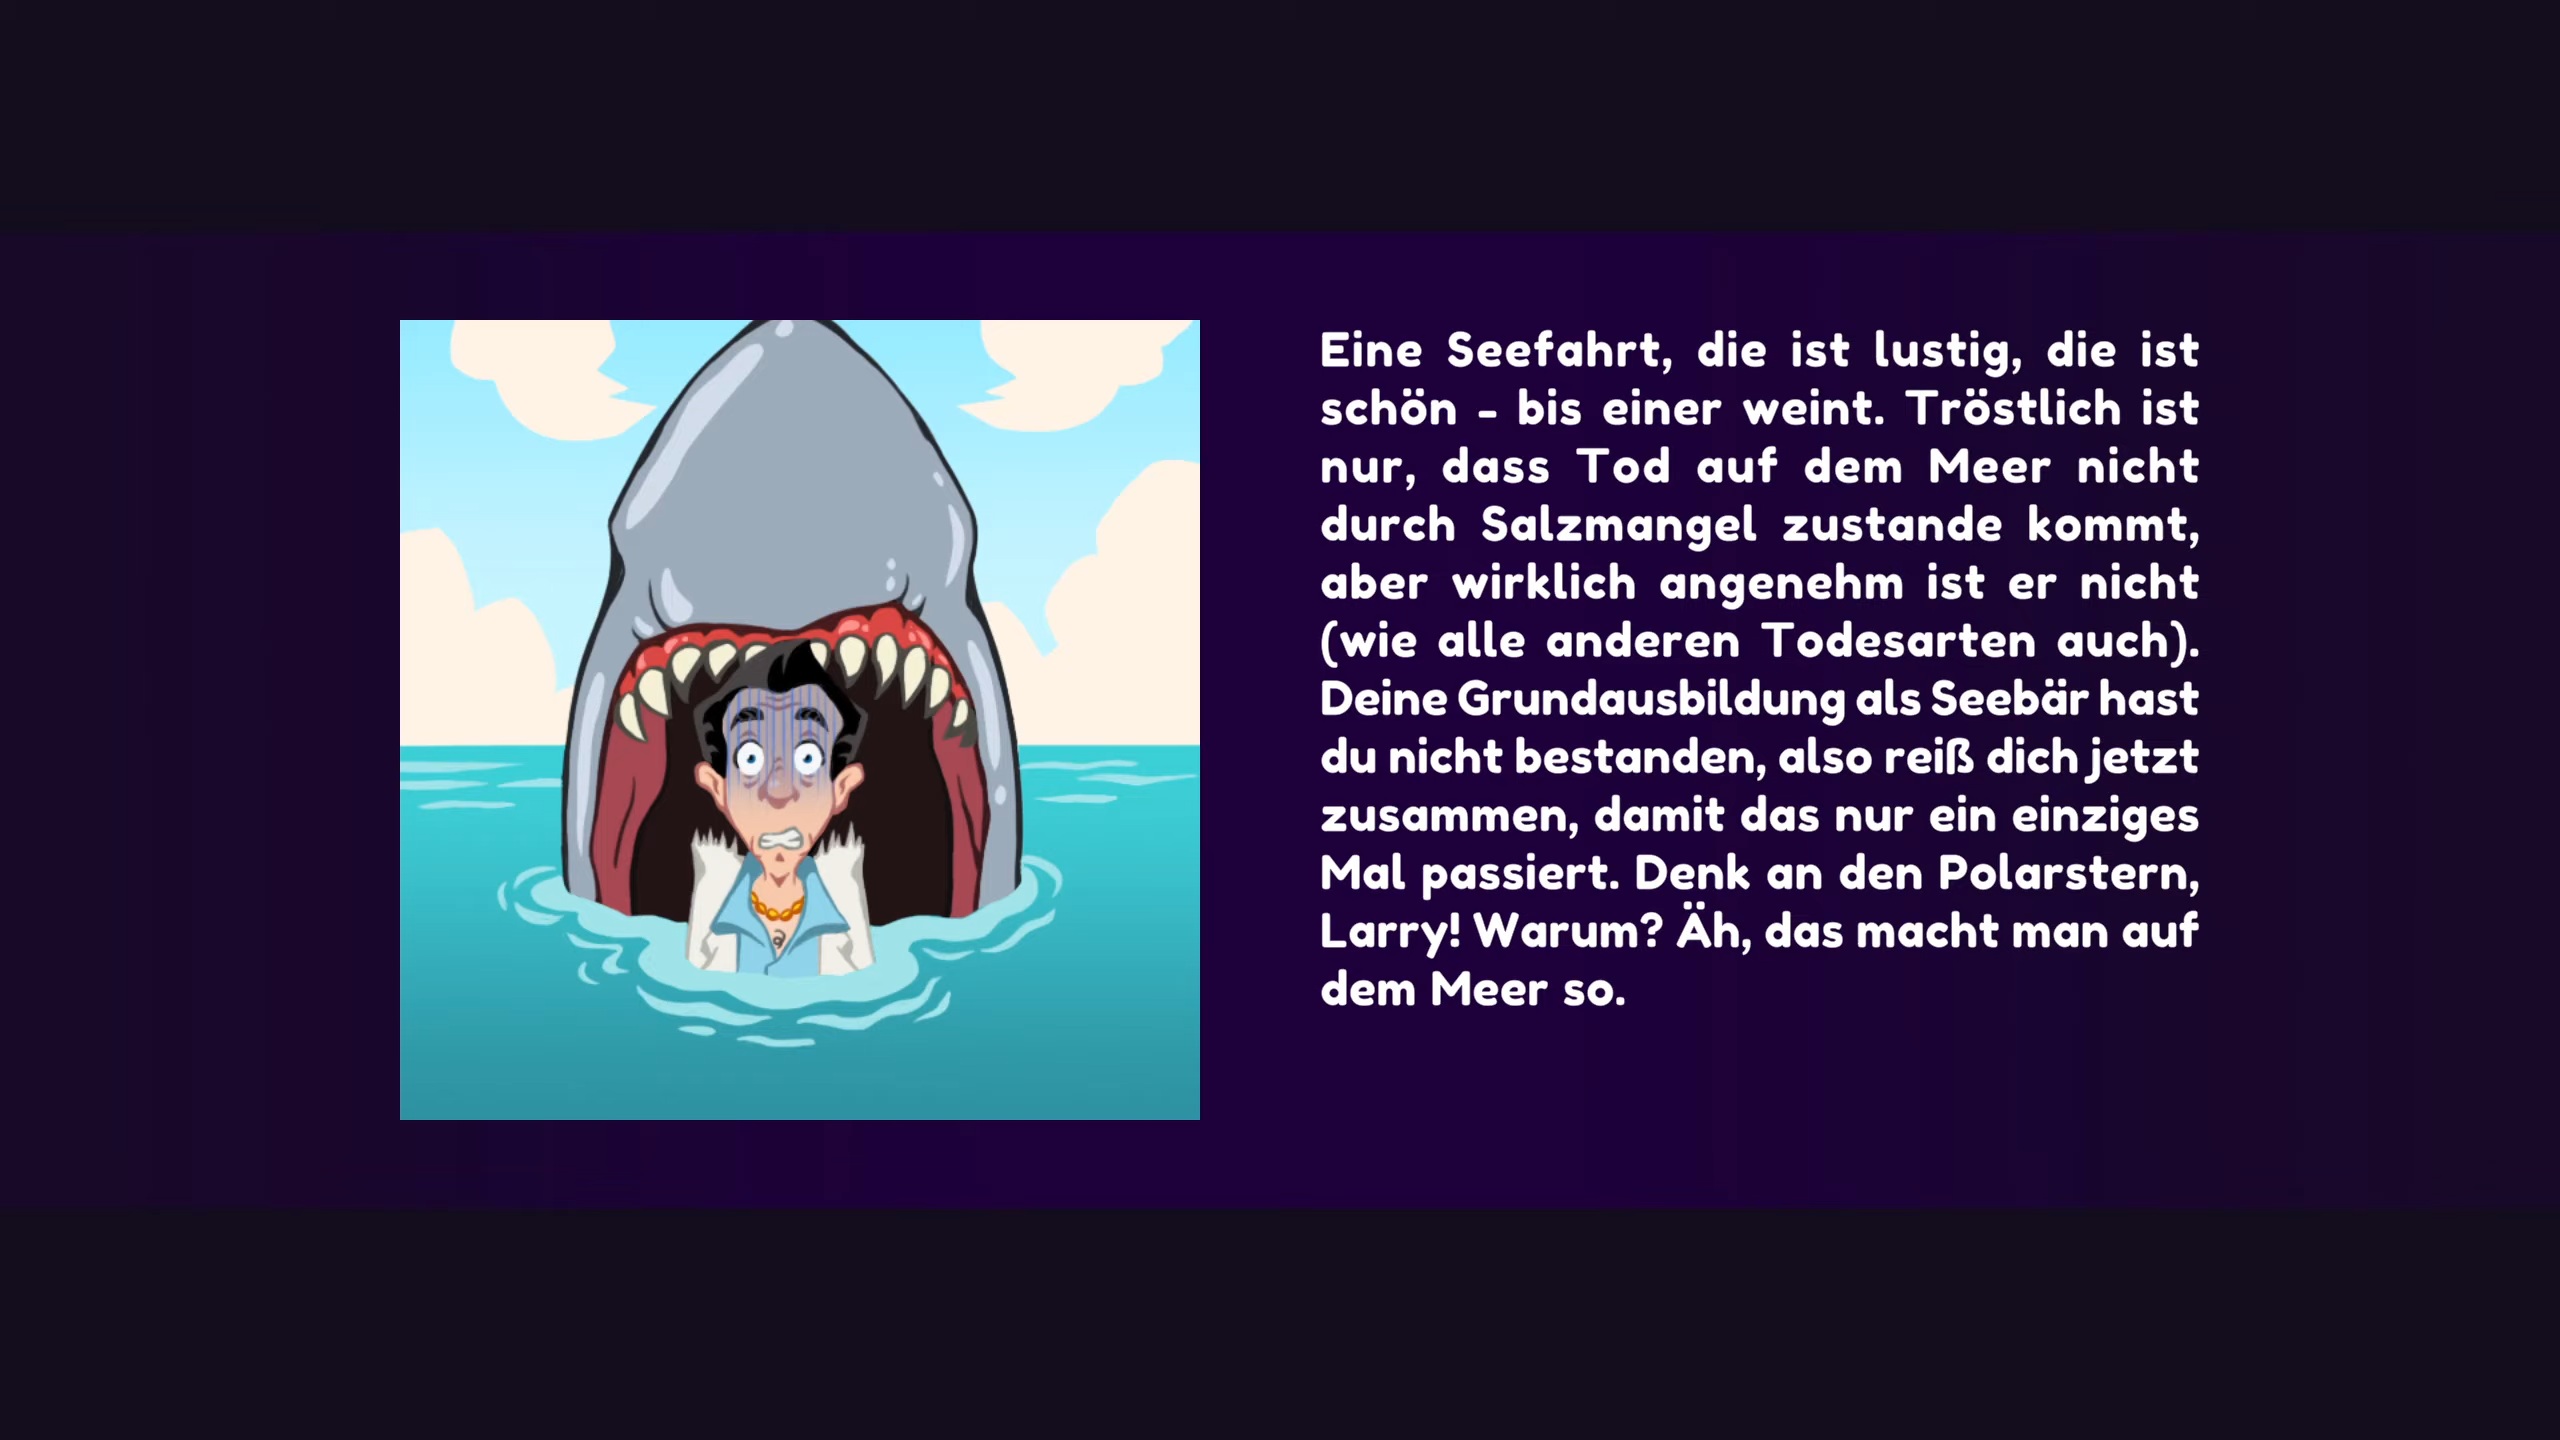 Eine Seefahrt, die ist lustig, die ist
schön - bis einer weint. Tröstlich ist
nur, dass Tod auf dem Meer nicht
durch Salzmangel zustande kommt,
aber wirklich angenehm ist er nicht
(wie alle anderen Todesarten auch).
Deine Grundausbildung als Seebär hast
du nicht bestanden, also reiß dich jetzt
zusammen, damit das nur ein einziges
Mal passiert. Denk an den Polarstern,
Larry! Warum? Äh, das macht man auf
dem Meer so.